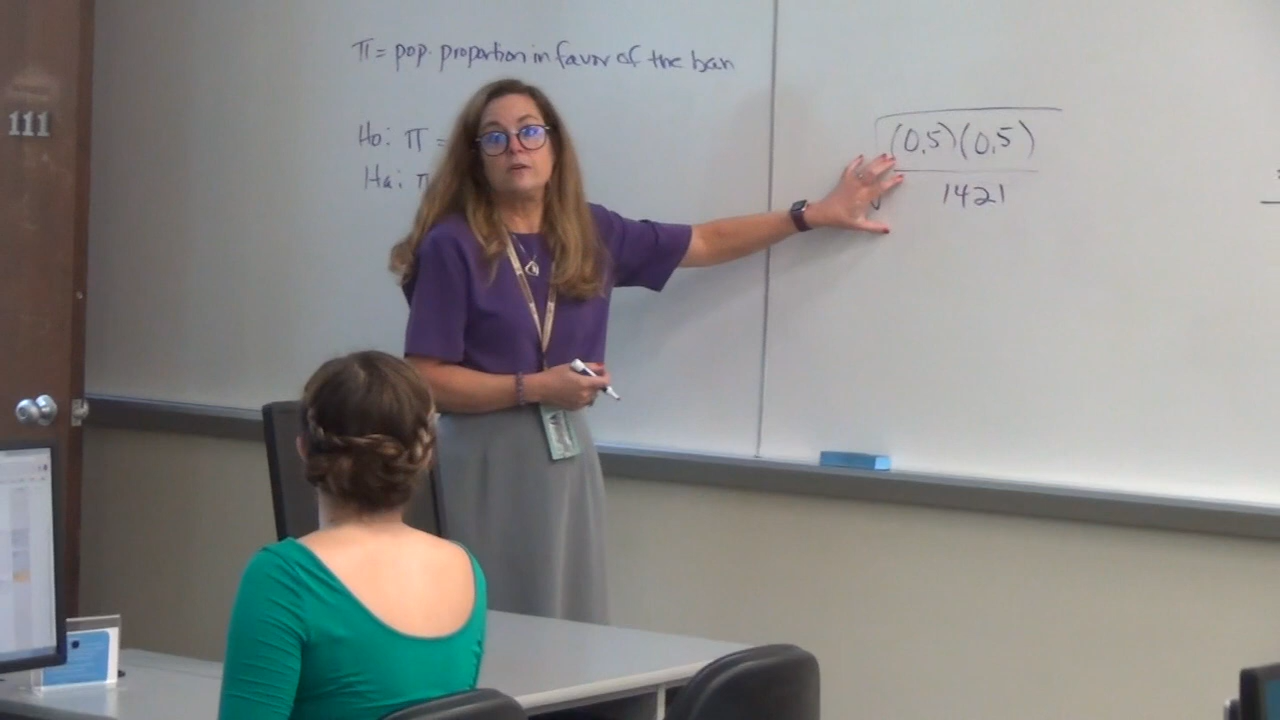 111
π = pop. proportion in favor of the ban
Ho: π =
Ha: π
(0.5)(0.5)
1421